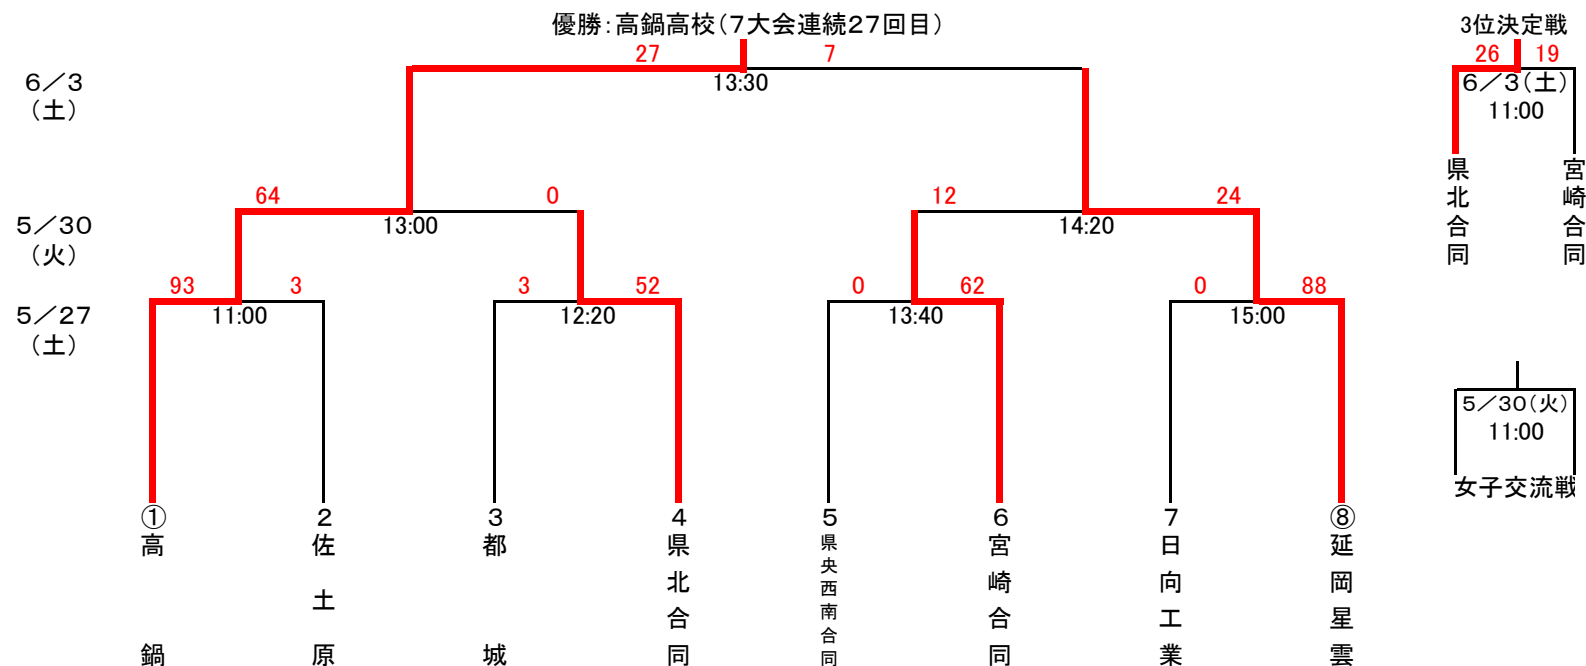 優勝:高鍋高校(7大会連続27回目)
3位決定戦
27 7
26 19
6/3
(土)
13:30
6/3(土)
11:00
県北合同
宮崎合同
64 0
12 24
5/30
(火)
13:00
14:20
93 3
3 52
0 62
0 88
5/27
(土)
11:00
12:20
13:40
15:00
5/30(火)
11:00
女子交流戦
① 高鍋
2 佐土原
3 都城
4 県北合同
5 県央西南合同
6 宮崎合同
7 日向工業
⑧ 延岡星雲